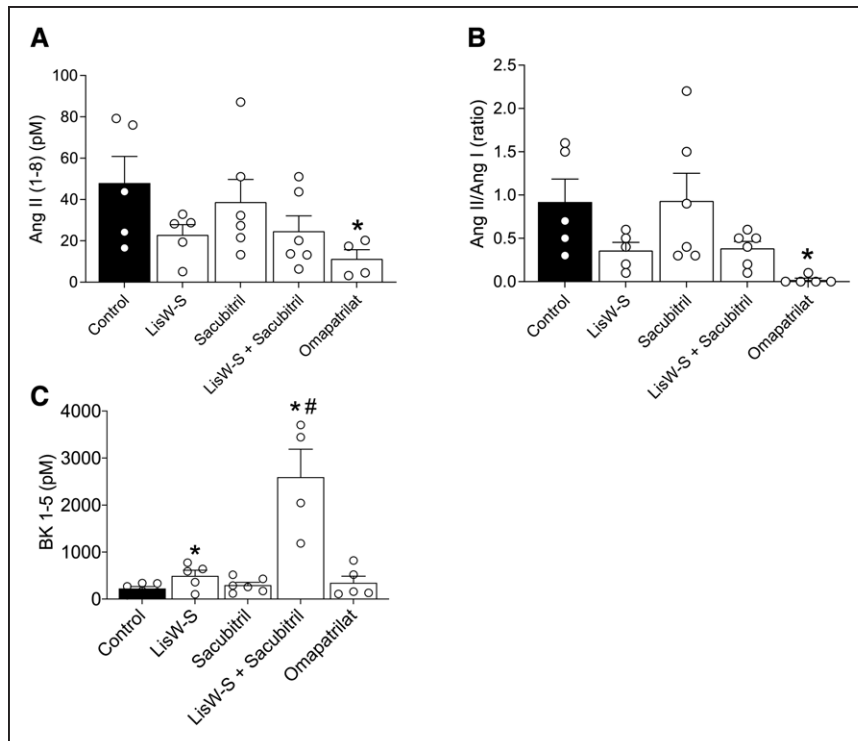 A
Ang II (1-8) (pM)
100
80
60
40
20
0
*
Control
LisW-S
Sacubitril
LisW-S + Sacubitril
Omapatrilat
B
Ang II/Ang I (ratio)
2.5
2.0
1.5
1.0
0.5
0.0
*
Control
LisW-S
Sacubitril
LisW-S + Sacubitril
Omapatrilat
C
BK 1-5 (pM)
4000
3000
2000
1000
0
*
* #
Control
LisW-S
Sacubitril
LisW-S + Sacubitril
Omapatrilat